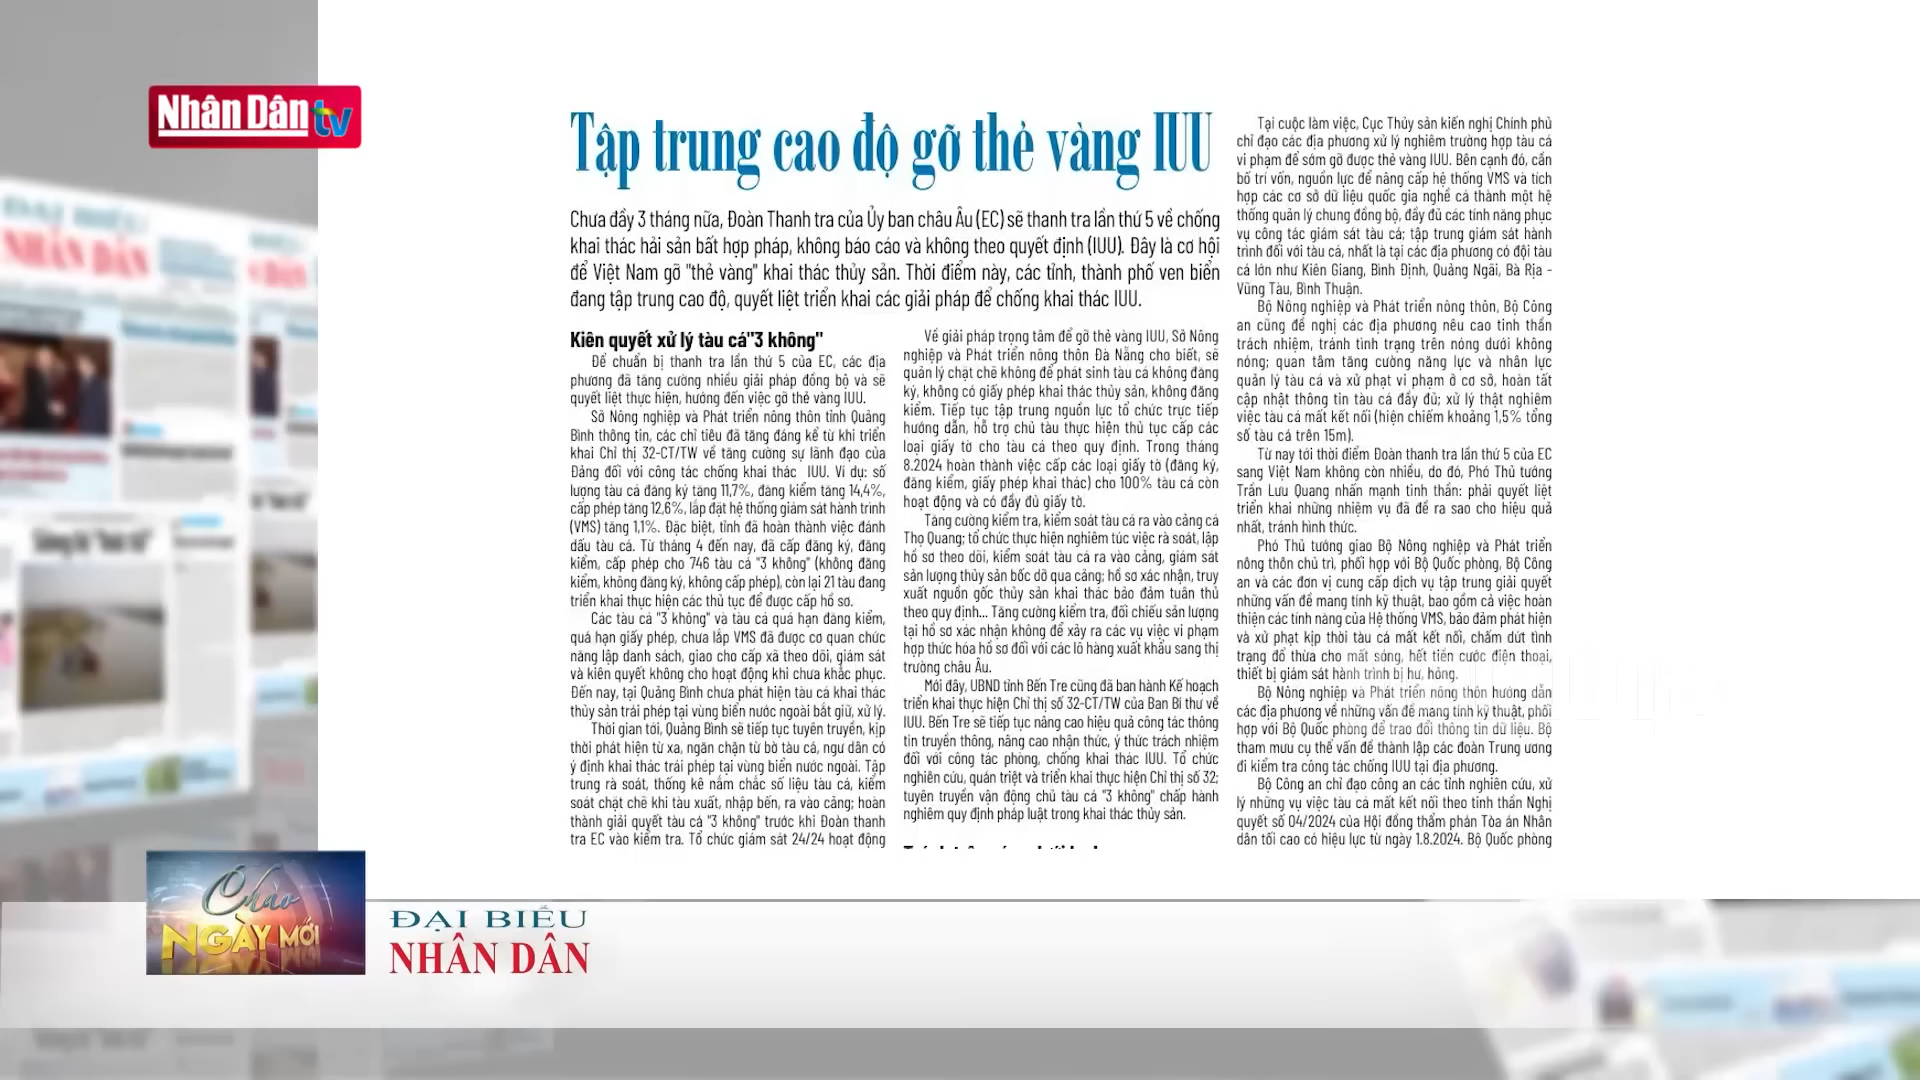 Nhân Dân tv
Tập trung cao độ gỡ thẻ vàng IUU
Chưa đầy 3 tháng nữa, Đoàn Thanh tra của Ủy ban châu Âu (EC) sẽ thanh tra lần thứ 5 về chống
khai thác hải sản bất hợp pháp, không báo cáo và không theo quyết định (IUU). Đây là cơ hội
để Việt Nam gỡ "thẻ vàng" khai thác thủy sản. Thời điểm này, các tỉnh, thành phố ven biển
đang tập trung cao độ, quyết liệt triển khai các giải pháp để chống khai thác IUU.
Kiên quyết xử lý tàu cá"3 không"
Để chuẩn bị thanh tra lần thứ 5 của EC, các địa
phương đã tăng cường nhiều giải pháp đồng bộ và sẽ
quyết liệt thực hiện, hướng đến việc gỡ thẻ vàng IUU.
Sở Nông nghiệp và Phát triển nông thôn tỉnh Quảng
Bình thông tin, các chỉ tiêu đã tăng đáng kể từ khi triển
khai Chỉ thị 32-CT/TW về tăng cường sự lãnh đạo của
Đảng đối với công tác chống khai thác IUU. Ví dụ: số
lượng tàu cá đăng ký tăng 11,7%, đăng kiểm tăng 14,4%,
cấp phép tăng 12,6%, lắp đặt hệ thống giám sát hành trình
(VMS) tăng 1,1%. Đặc biệt, tỉnh đã hoàn thành việc đánh
dấu tàu cá. Từ tháng 4 đến nay, đã cấp đăng ký, đăng
kiểm, cấp phép cho 746 tàu cá "3 không" (không đăng
kiểm, không đăng ký, không cấp phép), còn lại 21 tàu đang
triển khai thực hiện các thủ tục để được cấp hồ sơ.
Các tàu cá "3 không" và tàu cá quá hạn đăng kiểm,
quá hạn giấy phép, chưa lắp VMS đã được cơ quan chức
năng lập danh sách, giao cho cấp xã theo dõi, giám sát
và kiên quyết không cho hoạt động khi chưa khắc phục.
Đến nay, tại Quảng Bình chưa phát hiện tàu cá khai thác
thủy sản trái phép tại vùng biển nước ngoài bắt giữ, xử lý.
Thời gian tới, Quảng Bình sẽ tiếp tục tuyên truyền, kịp
thời phát hiện từ xa, ngăn chặn từ bờ tàu cá, ngư dân có
ý định khai thác trái phép tại vùng biển nước ngoài. Tập
trung rà soát, thống kê nắm chắc số liệu tàu cá, kiểm
soát chặt chẽ khi tàu xuất, nhập bến, ra vào cảng; hoàn
thành giải quyết tàu cá "3 không" trước khi Đoàn thanh
tra EC vào kiểm tra. Tổ chức giám sát 24/24 hoạt động
Về giải pháp trọng tâm để gỡ thẻ vàng IUU, Sở Nông
nghiệp và Phát triển nông thôn Đà Nẵng cho biết, sẽ
quản lý chặt chẽ không để phát sinh tàu cá không đăng
ký, không có giấy phép khai thác thủy sản, không đăng
kiểm. Tiếp tục tập trung nguồn lực tổ chức trực tiếp
hướng dẫn, hỗ trợ chủ tàu thực hiện thủ tục cấp các
loại giấy tờ cho tàu cá theo quy định. Trong tháng
8.2024 hoàn thành việc cấp các loại giấy tờ (đăng ký,
đăng kiểm, giấy phép khai thác) cho 100% tàu cá còn
hoạt động và có đầy đủ giấy tờ.
Tăng cường kiểm tra, kiểm soát tàu cá ra vào cảng cá
Thọ Quang; tổ chức thực hiện nghiêm túc việc rà soát, lập
hồ sơ theo dõi, kiểm soát tàu cá ra vào cảng, giám sát
sản lượng thủy sản bốc dỡ qua cảng; hồ sơ xác nhận, truy
xuất nguồn gốc thủy sản khai thác bảo đảm tuân thủ
theo quy định... Tăng cường kiểm tra, đối chiếu sản lượng
tại hồ sơ xác nhận không để xảy ra các vụ việc vi phạm
hợp thức hóa hồ sơ đối với các lô hàng xuất khẩu sang thị
trường châu Âu.
Mới đây, UBND tỉnh Bến Tre cũng đã ban hành Kế hoạch
triển khai thực hiện Chỉ thị số 32-CT/TW của Ban Bí thư về
IUU. Bến Tre sẽ tiếp tục nâng cao hiệu quả công tác thông
tin truyền thông, nâng cao nhận thức, ý thức trách nhiệm
đối với công tác phòng, chống khai thác IUU. Tổ chức
nghiên cứu, quán triệt và triển khai thực hiện Chỉ thị số 32;
tuyên truyền vận động chủ tàu cá "3 không" chấp hành
nghiêm quy định pháp luật trong khai thác thủy sản.
Tại cuộc làm việc, Cục Thủy sản kiến nghị Chính phủ
chỉ đạo các địa phương xử lý nghiêm trường hợp tàu cá
vi phạm để sớm gỡ được thẻ vàng IUU. Bên cạnh đó, cần
bố trí vốn, nguồn lực để nâng cấp hệ thống VMS và tích
hợp các cơ sở dữ liệu quốc gia nghề cá thành một hệ
thống quản lý chung đồng bộ, đầy đủ các tính năng phục
vụ công tác giám sát tàu cá; tập trung giám sát hành
trình đối với tàu cá, nhất là tại các địa phương có đội tàu
cá lớn như Kiên Giang, Bình Định, Quảng Ngãi, Bà Rịa -
Vũng Tàu, Bình Thuận.
Bộ Nông nghiệp và Phát triển nông thôn, Bộ Công
an cũng đề nghị các địa phương nêu cao tinh thần
trách nhiệm, tránh tình trạng trên nóng dưới không
nóng; quan tâm tăng cường năng lực và nhân lực
quản lý tàu cá và xử phạt vi phạm ở cơ sở, hoàn tất
cập nhật thông tin tàu cá đầy đủ; xử lý thật nghiêm
việc tàu cá mất kết nối (hiện chiếm khoảng 1,5% tổng
số tàu cá trên 15m).
Từ nay tới thời điểm Đoàn thanh tra lần thứ 5 của EC
sang Việt Nam không còn nhiều, do đó, Phó Thủ tướng
Trần Lưu Quang nhấn mạnh tinh thần: phải quyết liệt
triển khai những nhiệm vụ đã đề ra sao cho hiệu quả
nhất, tránh hình thức.
Phó Thủ tướng giao Bộ Nông nghiệp và Phát triển
nông thôn chủ trì, phối hợp với Bộ Quốc phòng, Bộ Công
an và các đơn vị cung cấp dịch vụ tập trung giải quyết
những vấn đề mang tính kỹ thuật, bao gồm cả việc hoàn
thiện các tính năng của Hệ thống VMS, bảo đảm phát hiện
và xử phạt kịp thời tàu cá mất kết nối, chấm dứt tình
trạng đổ thừa cho mất sóng, hết tiền cước điện thoại,
thiết bị giám sát hành trình bị hư, hỏng.
Bộ Nông nghiệp và Phát triển nông thôn hướng dẫn
các địa phương về những vấn đề mang tính kỹ thuật, phối
hợp với Bộ Quốc phòng để trao đổi thông tin dữ liệu. Bộ
tham mưu cụ thể vấn đề thành lập các đoàn Trung ương
đi kiểm tra công tác chống IUU tại địa phương.
Bộ Công an chỉ đạo công an các tỉnh nghiên cứu, xử
lý những vụ việc tàu cá mất kết nối theo tinh thần Nghị
quyết số 04/2024 của Hội đồng thẩm phán Tòa án Nhân
dân tối cao có hiệu lực từ ngày 1.8.2024. Bộ Quốc phòng
Chào
NGÀY MỚI
ĐẠI BIỂU
NHÂN DÂN